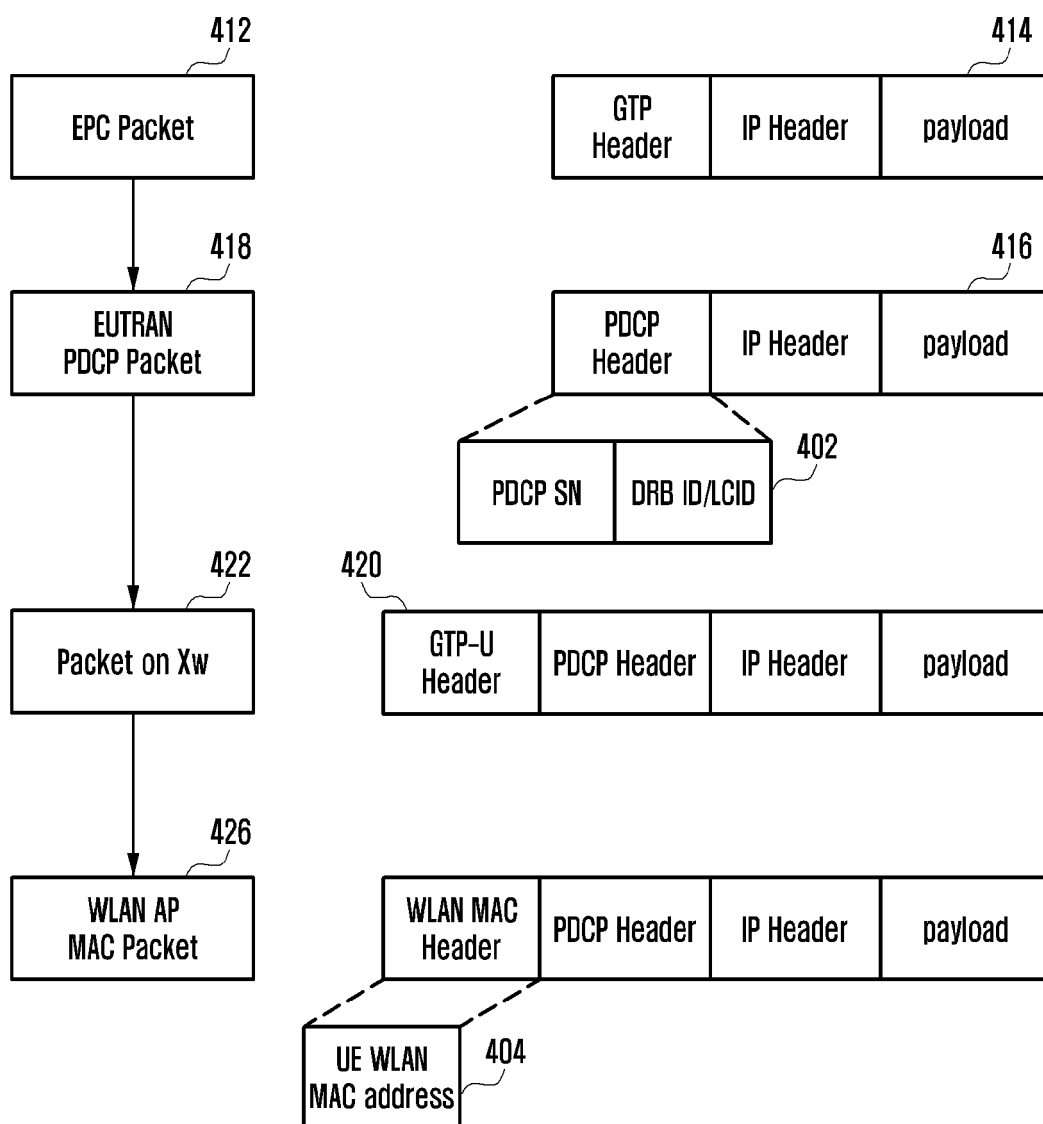 412
414
EPC Packet
GTP
Header
IP Header
payload
418
416
EUTRAN
PDCP Packet
PDCP
Header
IP Header
payload
402
PDCP SN
DRB ID/LCID
422
420
Packet on Xw
GTP-U
Header
PDCP Header
IP Header
payload
426
WLAN AP
MAC Packet
WLAN MAC
Header
PDCP Header
IP Header
payload
404
UE WLAN
MAC address